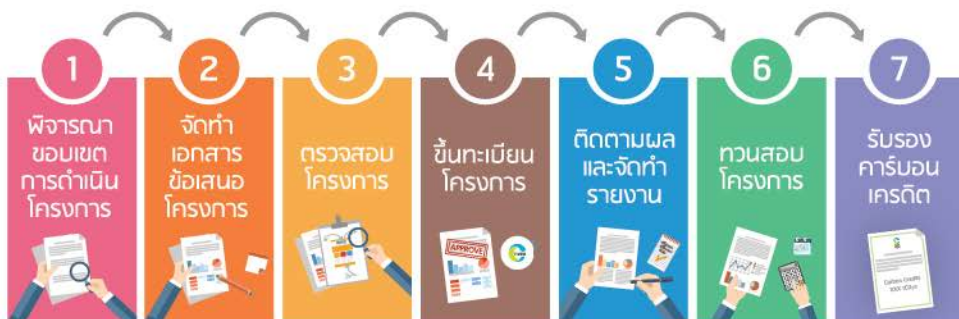 1
พิจารณา
ขอบเขต
การดำเนิน
โครงการ
2
จัดทำ
เอกสาร
ข้อเสนอ
โครงการ
3
ตรวจสอบ
โครงการ
4
ขึ้นทะเบียน
โครงการ
APPROVE
5
ติดตามผล
และจัดทำ
รายงาน
6
ทวนสอบ
โครงการ
7
รับรอง
คาร์บอน
เครดิต
Carbon Credits